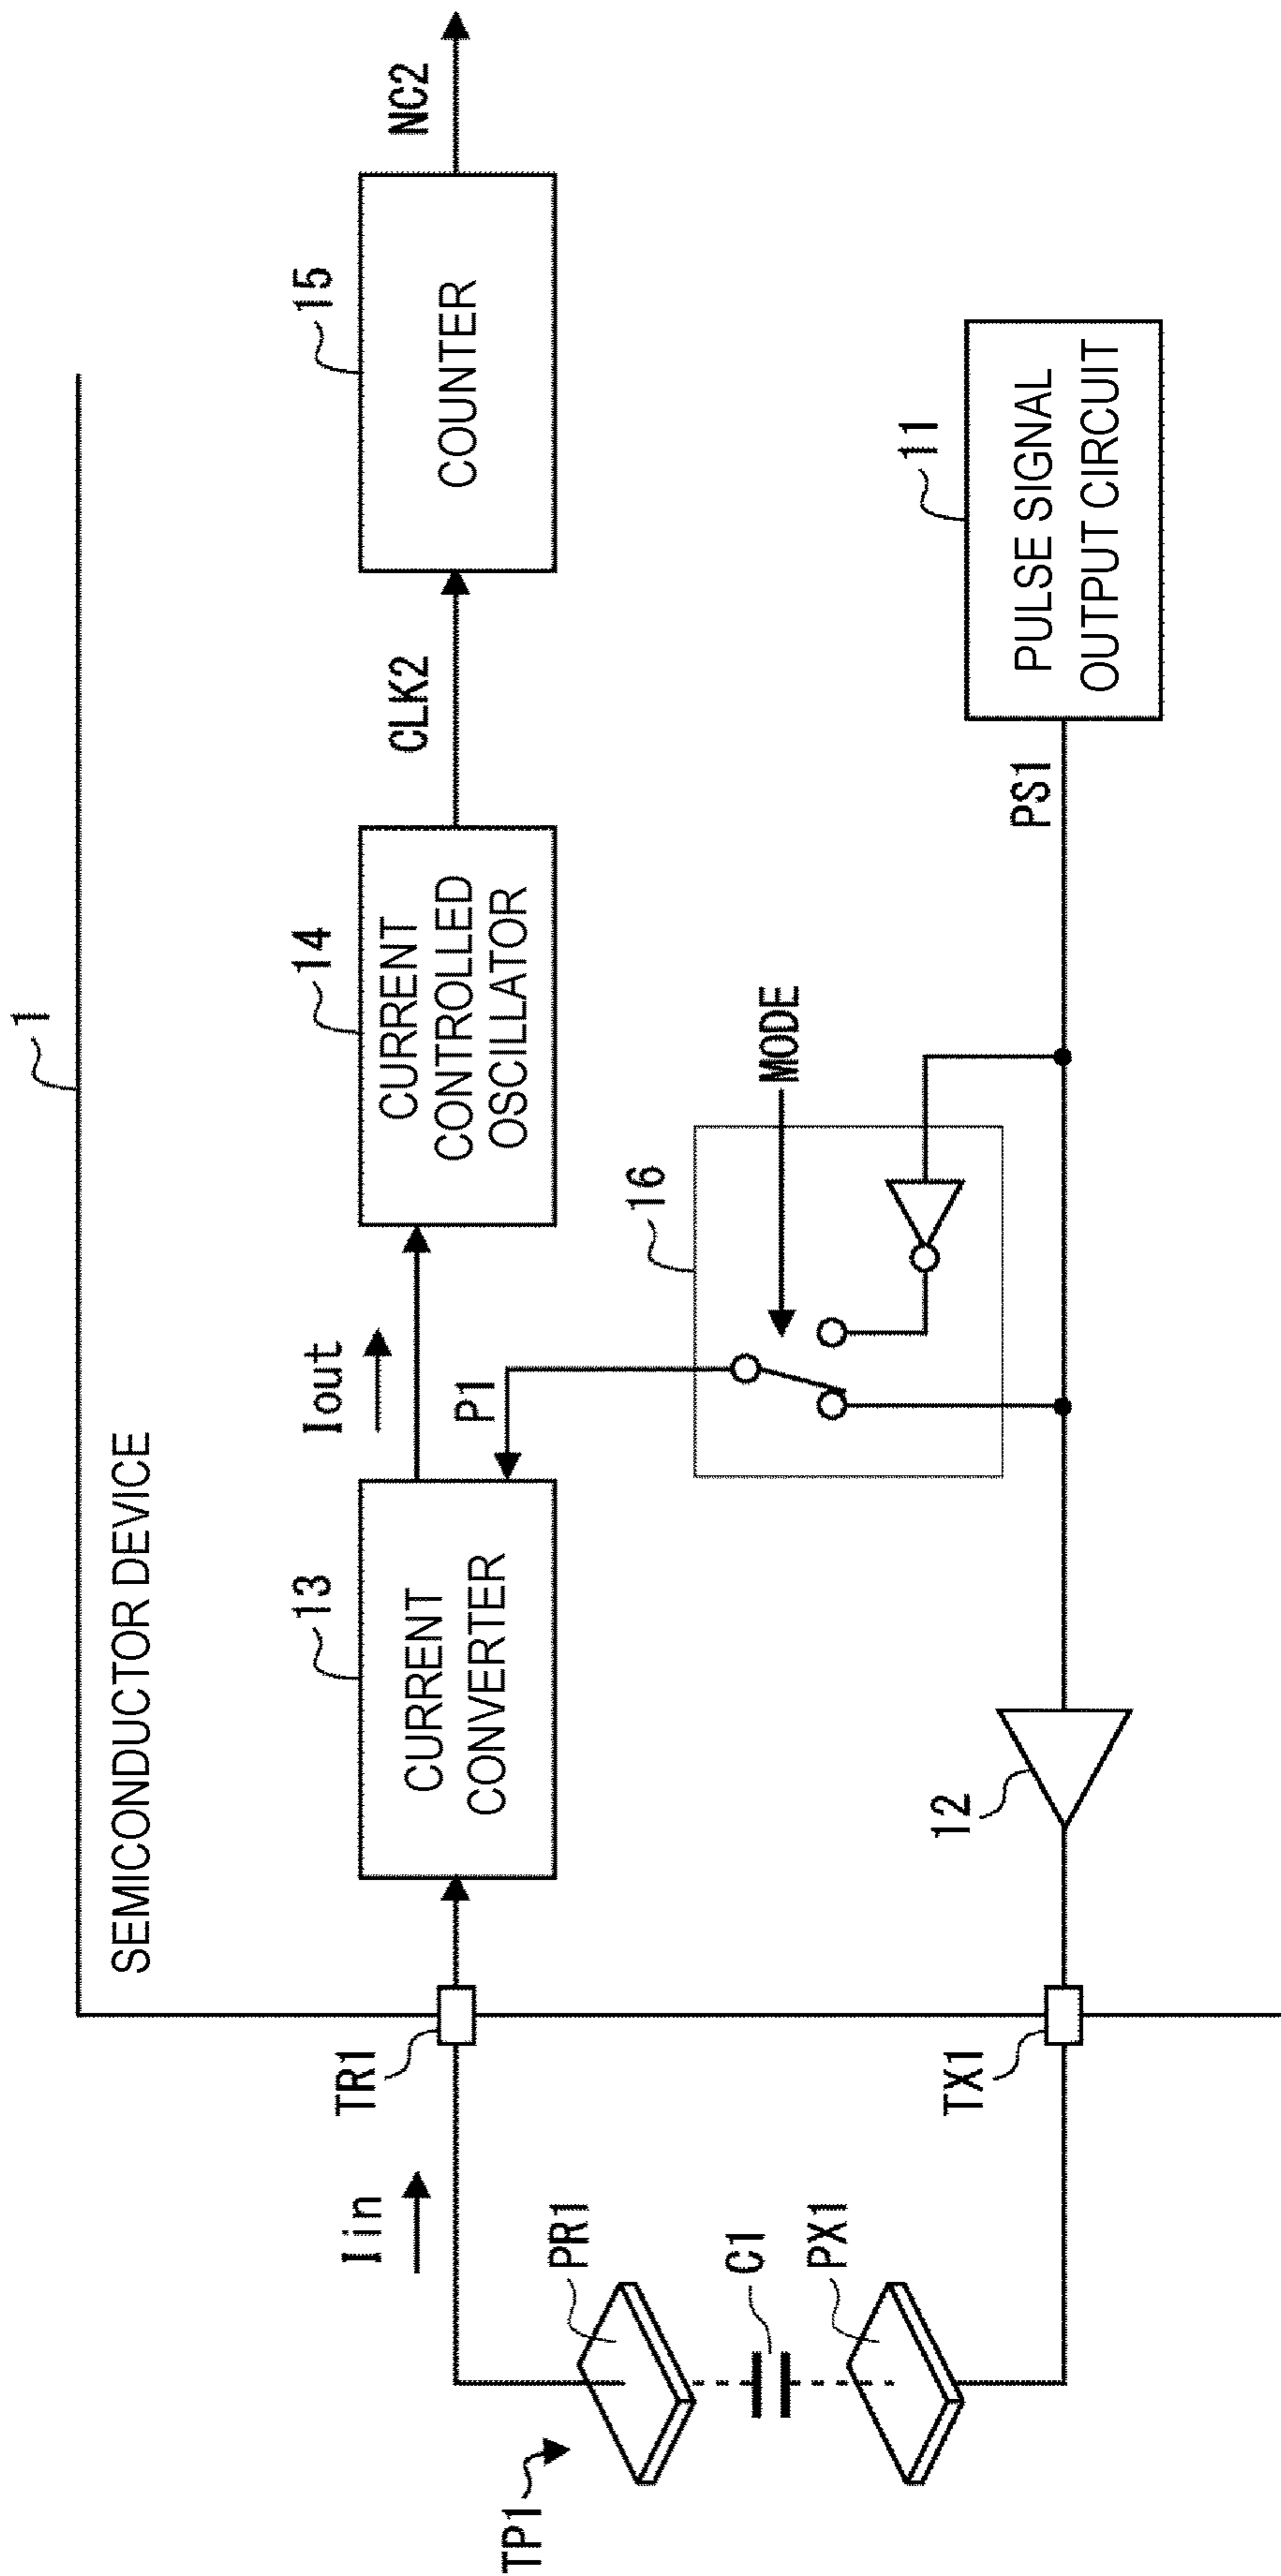 1
SEMICONDUCTOR DEVICE
TP1
Iin
PR1
C1
PX1
TR1
TX1
13
CURRENT
CONVERTER
Iout
P1
14
CURRENT
CONTROLLED
OSCILLATOR
CLK2
15
COUNTER
NC2
16
MODE
12
PS1
11
PULSE SIGNAL
OUTPUT CIRCUIT